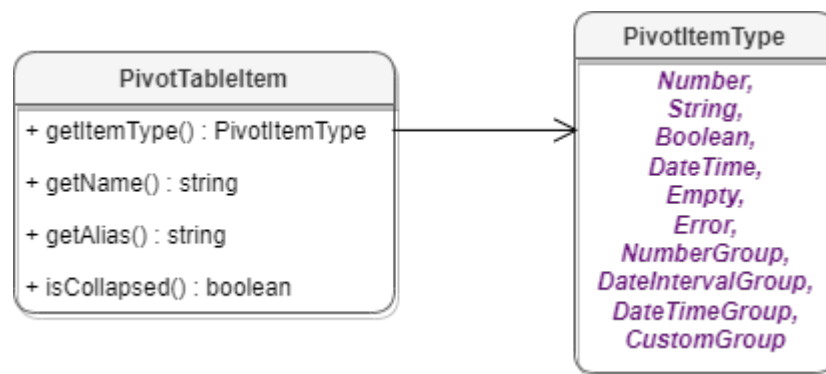 PivotTableItem
+ getItemType() : PivotItemType
+ getName() : string
+ getAlias() : string
+ isCollapsed() : boolean
PivotItemType
Number,
String,
Boolean,
DateTime,
Empty,
Error,
NumberGroup,
DateIntervalGroup,
DateTimeGroup,
CustomGroup